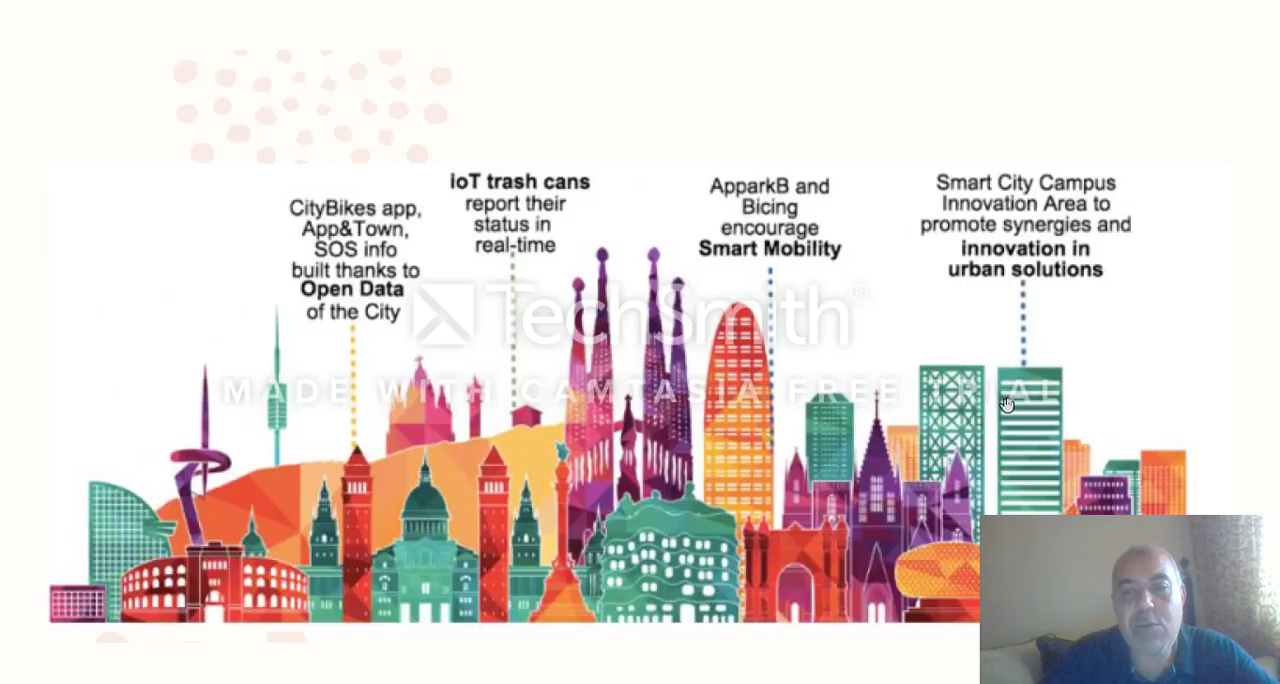 CityBikes app,
App&Town,
SOS info
built thanks to
Open Data
of the City
ioT trash cans
report their
status in
real-time
ApparkB and
Bicing
encourage
Smart Mobility
Smart City Campus
Innovation Area to
promote synergies and
innovation in
urban solutions
TechSmith®
MADE WITH CAMTASIA FREE TRIAL